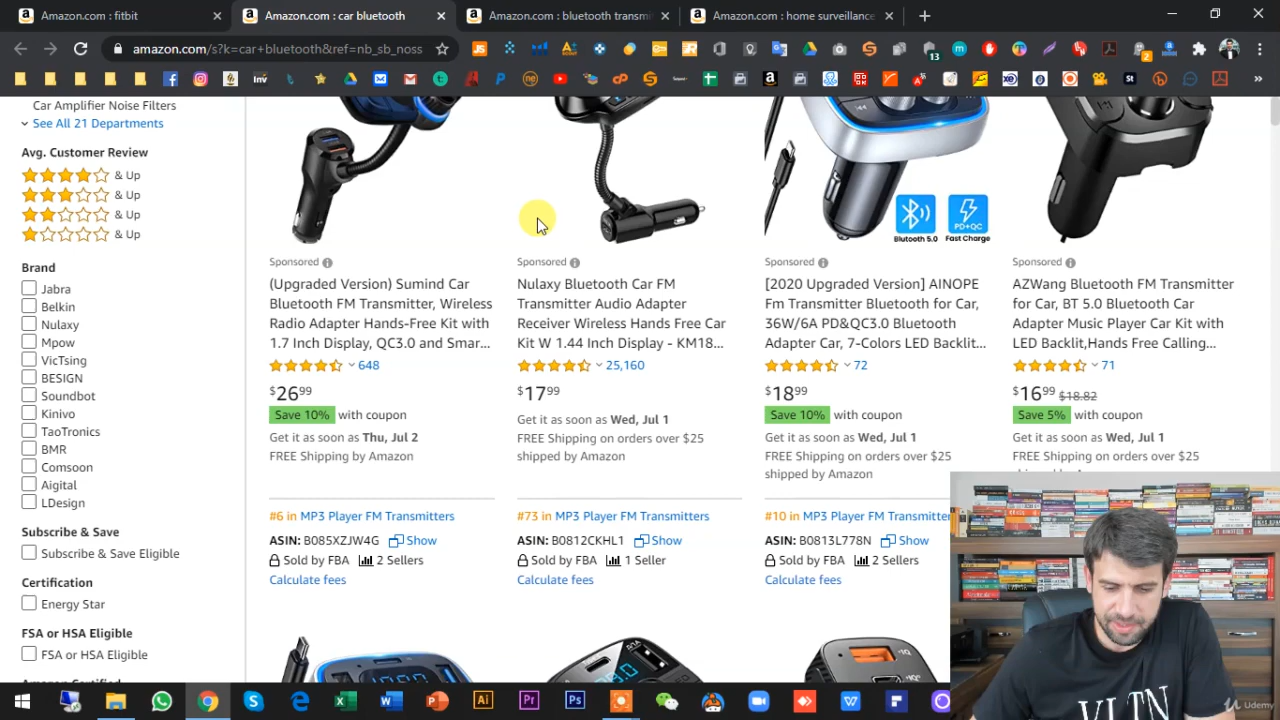 Amazon.com : fitbit
Amazon.com : car bluetooth
Amazon.com : bluetooth transmi
Amazon.com : home surveillance
amazon.com/s?k=car+bluetooth&ref=nb_sb_noss
13
2
Car Amplifier Noise Filters
See All 21 Departments
Avg. Customer Review
& Up
& Up
& Up
& Up
Brand
Jabra
Belkin
Nulaxy
Mpow
VicTsing
BESIGN
Soundbot
Kinivo
TaoTronics
BMR
Comsoon
Aigital
LDesign
Subscribe & Save
Subscribe & Save Eligible
Certification
Energy Star
FSA or HSA Eligible
FSA or HSA Eligible
Sponsored
(Upgraded Version) Sumind Car
Bluetooth FM Transmitter, Wireless
Radio Adapter Hands-Free Kit with
1.7 Inch Display, QC3.0 and Smar...
648
$26.99
Save 10% with coupon
Get it as soon as Thu, Jul 2
FREE Shipping by Amazon
#6 in MP3 Player FM Transmitters
ASIN: B085XZJW4G Show
Sold by FBA 2 Sellers
Calculate fees
Sponsored
Nulaxy Bluetooth Car FM
Transmitter Audio Adapter
Receiver Wireless Hands Free Car
Kit W 1.44 Inch Display - KM18...
25,160
$17.99
Get it as soon as Wed, Jul 1
FREE Shipping on orders over $25
shipped by Amazon
#73 in MP3 Player FM Transmitters
ASIN: B0812CKHL1 Show
Sold by FBA 1 Seller
Calculate fees
Blutooth 5.0
PD+QC
Fast Charge
Sponsored
[2020 Upgraded Version] AINOPE
Fm Transmitter Bluetooth for Car,
36W/6A PD&QC3.0 Bluetooth
Adapter Car, 7-Colors LED Backlit...
72
$18.99
Save 10% with coupon
Get it as soon as Wed, Jul 1
FREE Shipping on orders over $25
shipped by Amazon
#10 in MP3 Player FM Transmitters
ASIN: B0813L778N Show
Sold by FBA 2 Sellers
Calculate fees
Sponsored
AZWang Bluetooth FM Transmitter
for Car, BT 5.0 Bluetooth Car
Adapter Music Player Car Kit with
LED Backlit,Hands Free Calling...
71
$16.99 $18.82
Save 5% with coupon
Get it as soon as Wed, Jul 1
FREE Shipping on orders over $25
VLTN
Udemy